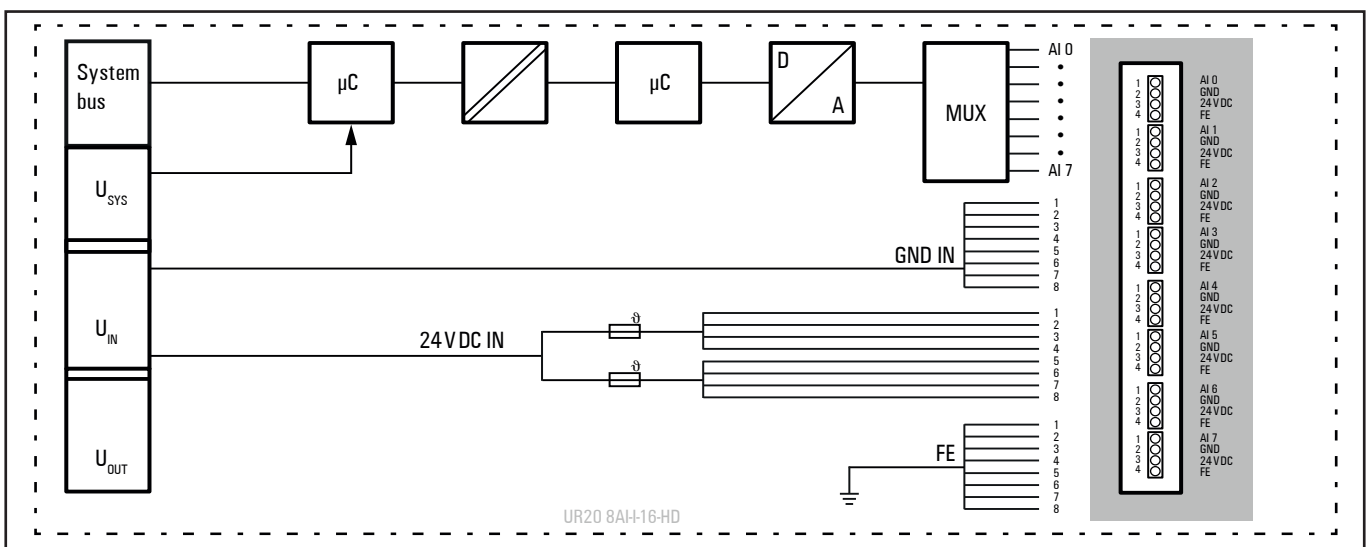 System
bus
U SYS
U IN
U OUT
µC
µC
D
A
MUX
AI 0
•
•
•
•
•
•
AI 7
GND IN
1
2
3
4
5
6
7
8
24 V DC IN
ϑ
ϑ
1
2
3
4
5
6
7
8
FE
1
2
3
4
5
6
7
8
UR20 8AI-I-16-HD
1 AI 0
2 GND
3 24 V DC
4 FE
1 AI 1
2 GND
3 24 V DC
4 FE
1 AI 2
2 GND
3 24 V DC
4 FE
1 AI 3
2 GND
3 24 V DC
4 FE
1 AI 4
2 GND
3 24 V DC
4 FE
1 AI 5
2 GND
3 24 V DC
4 FE
1 AI 6
2 GND
3 24 V DC
4 FE
1 AI 7
2 GND
3 24 V DC
4 FE